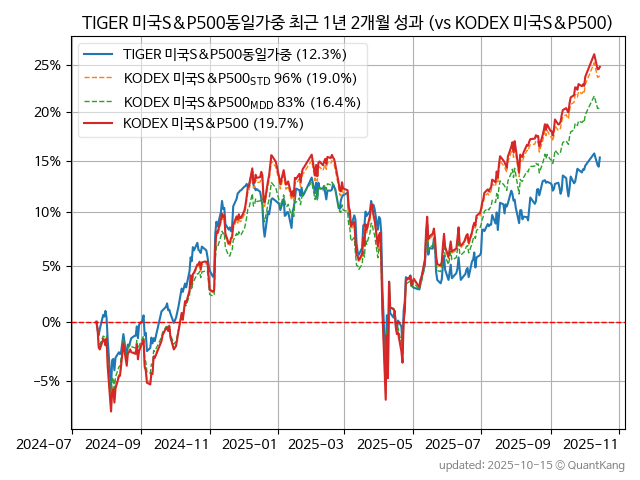 TIGER 미국S&P500동일가중 최근 1년 2개월 성과 (vs KODEX 미국S&P500)
TIGER 미국S&P500동일가중 (12.3%)
KODEX 미국S&P500STD 96% (19.0%)
KODEX 미국S&P500MDD 83% (16.4%)
KODEX 미국S&P500 (19.7%)
25%
20%
15%
10%
5%
0%
−5%
2024-07 2024-09 2024-11 2025-01 2025-03 2025-05 2025-07 2025-09 2025-11
updated: 2025-10-15 © QuantKang